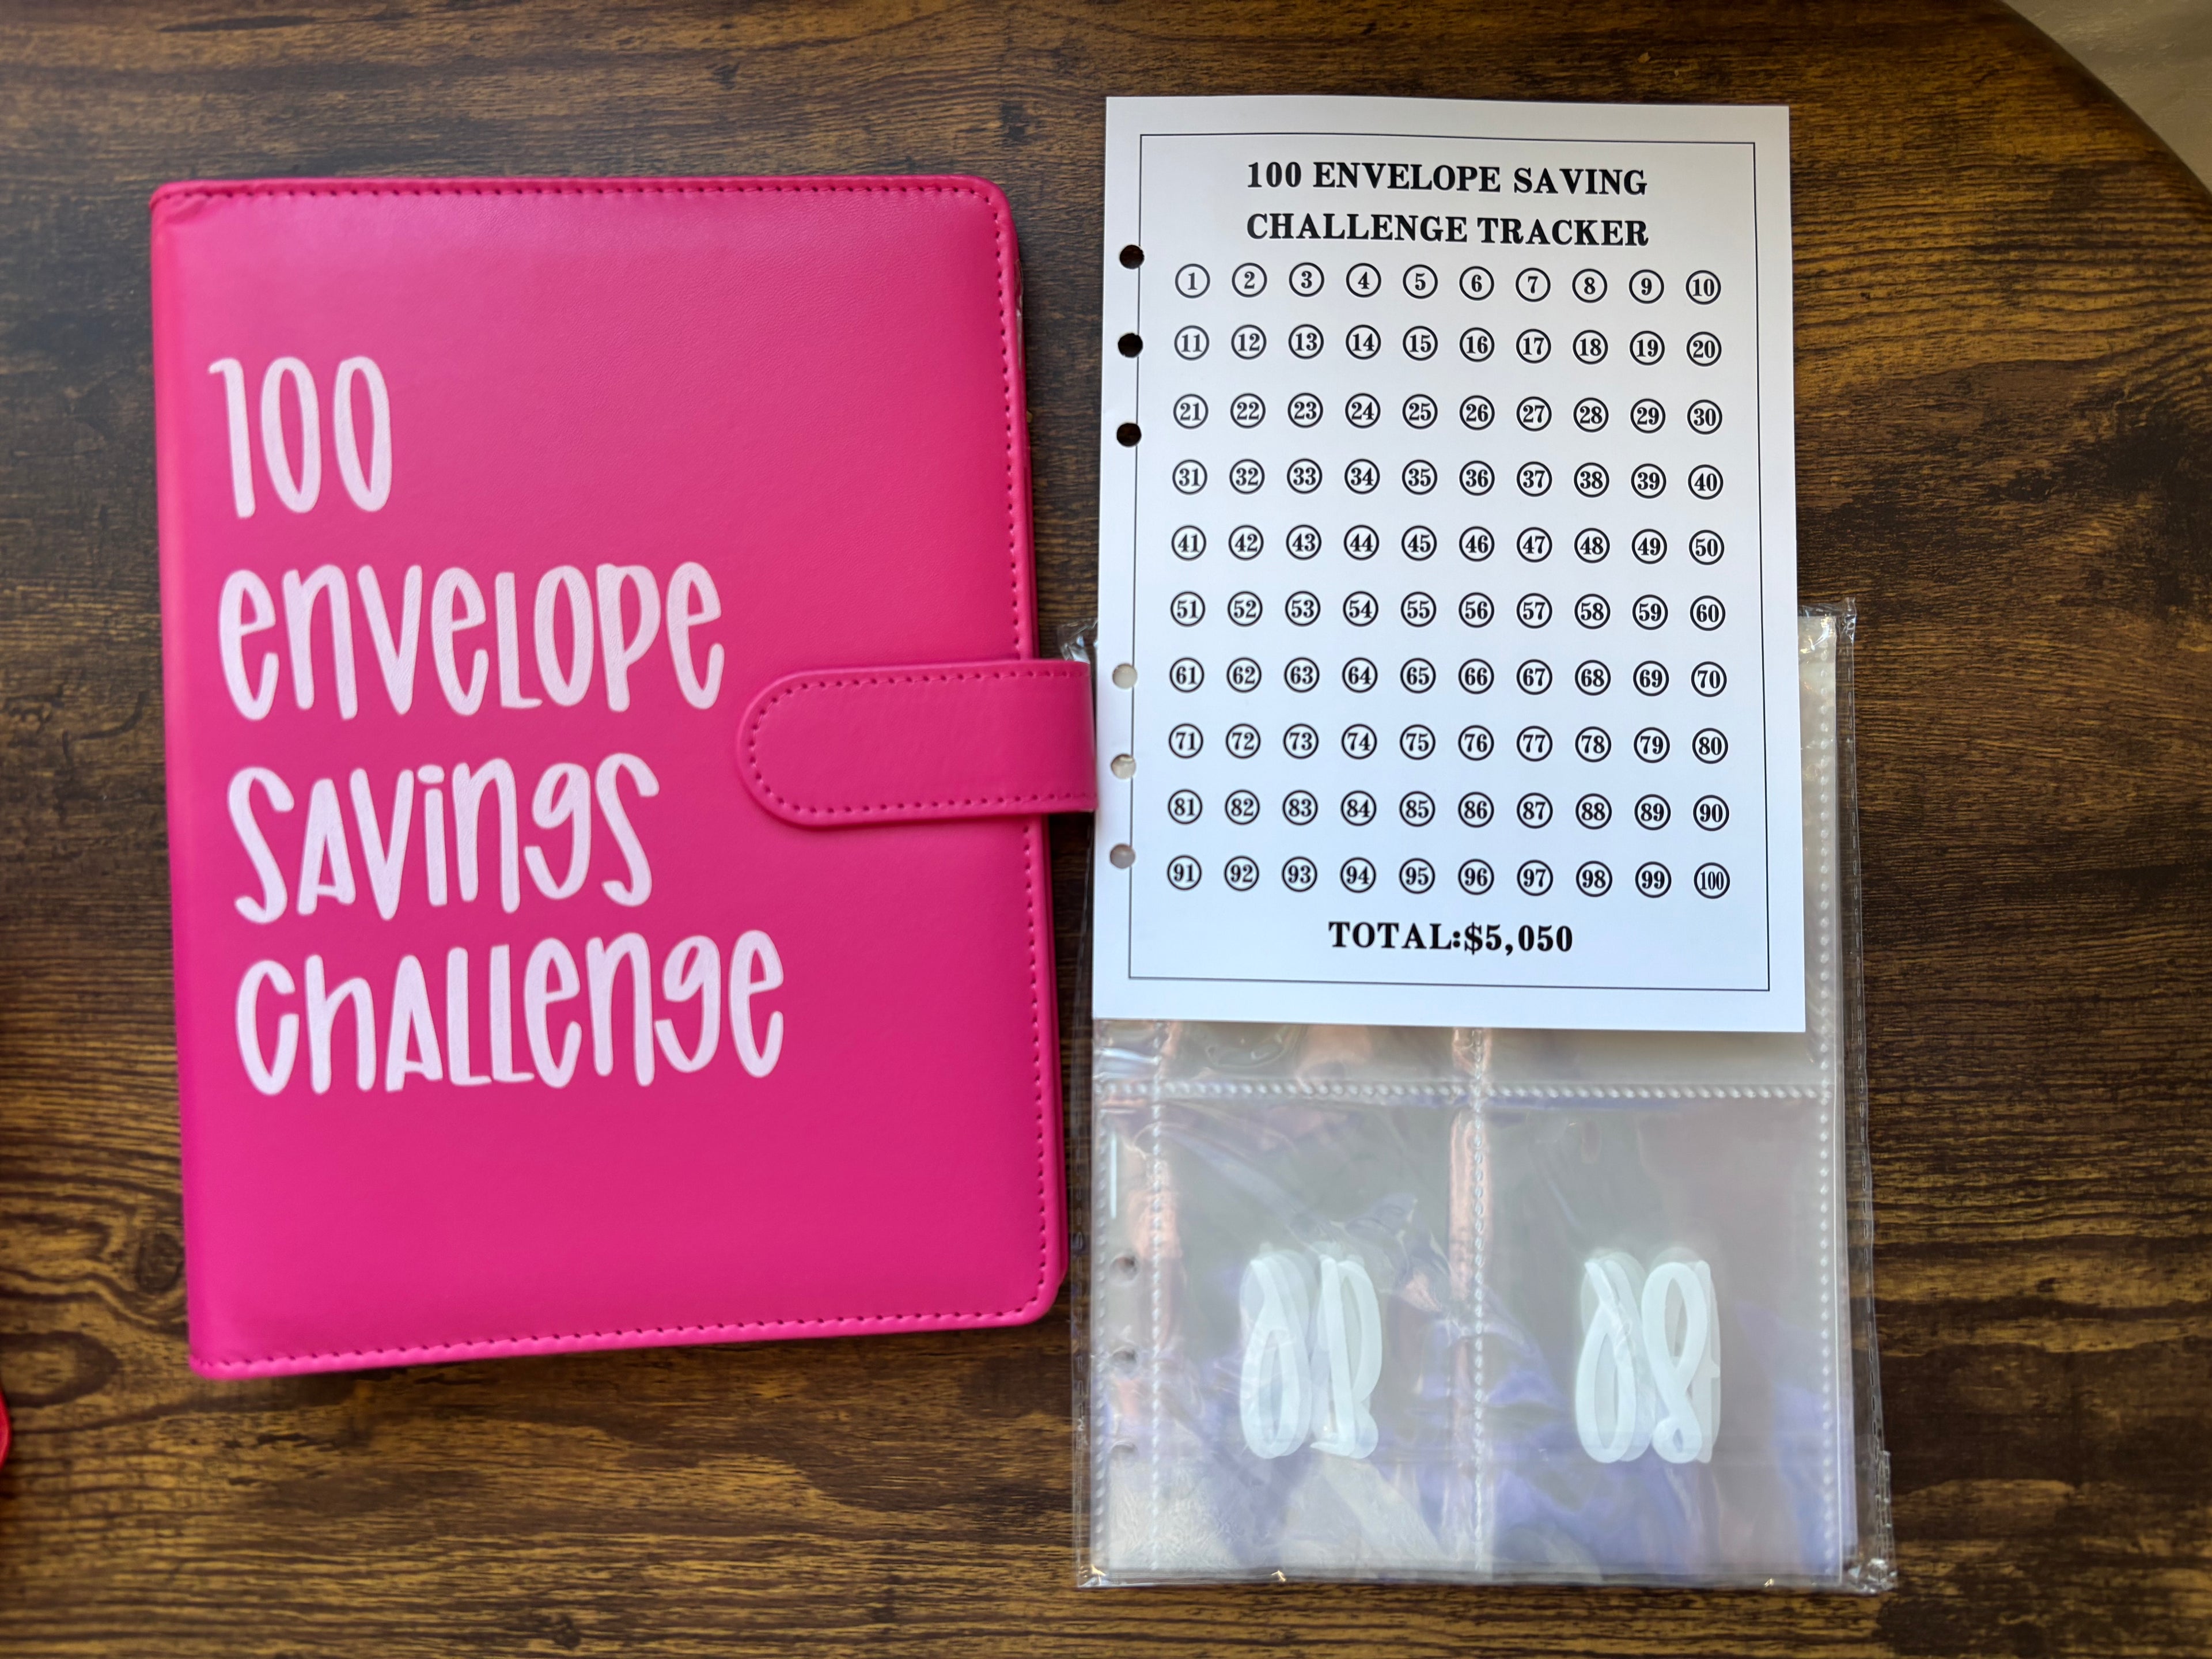 100
envelope
savings
challenge
100 ENVELOPE SAVING
CHALLENGE TRACKER
1 2 3 4 5 6 7 8 9 10
11 12 13 14 15 16 17 18 19 20
21 22 23 24 25 26 27 28 29 30
31 32 33 34 35 36 37 38 39 40
41 42 43 44 45 46 47 48 49 50
51 52 53 54 55 56 57 58 59 60
61 62 63 64 65 66 67 68 69 70
71 72 73 74 75 76 77 78 79 80
81 82 83 84 85 86 87 88 89 90
91 92 93 94 95 96 97 98 99 100
TOTAL:$5,050